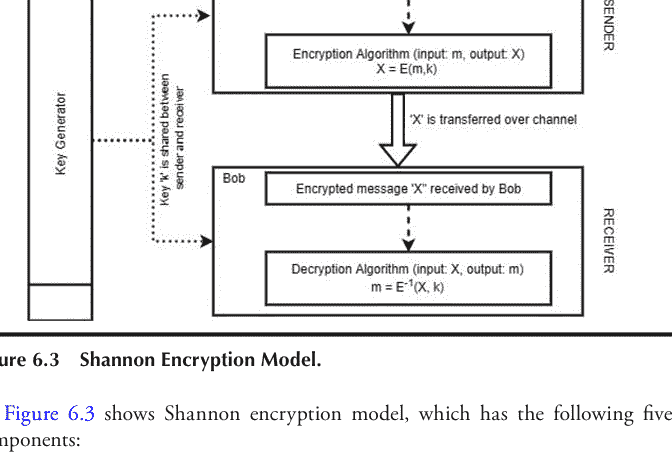 SENDER
Encryption Algorithm (input: m, output: X)
X = E(m,k)
Key Generator
Key 'k' is shared between
sender and receiver
'X' is transferred over channel
Bob
Encrypted message 'X" received by Bob
RECEIVER
Decryption Algorithm (input: X, output: m)
m = E⁻¹(X, k)
ure 6.3 Shannon Encryption Model.
Figure 6.3 shows Shannon encryption model, which has the following five
mponents: